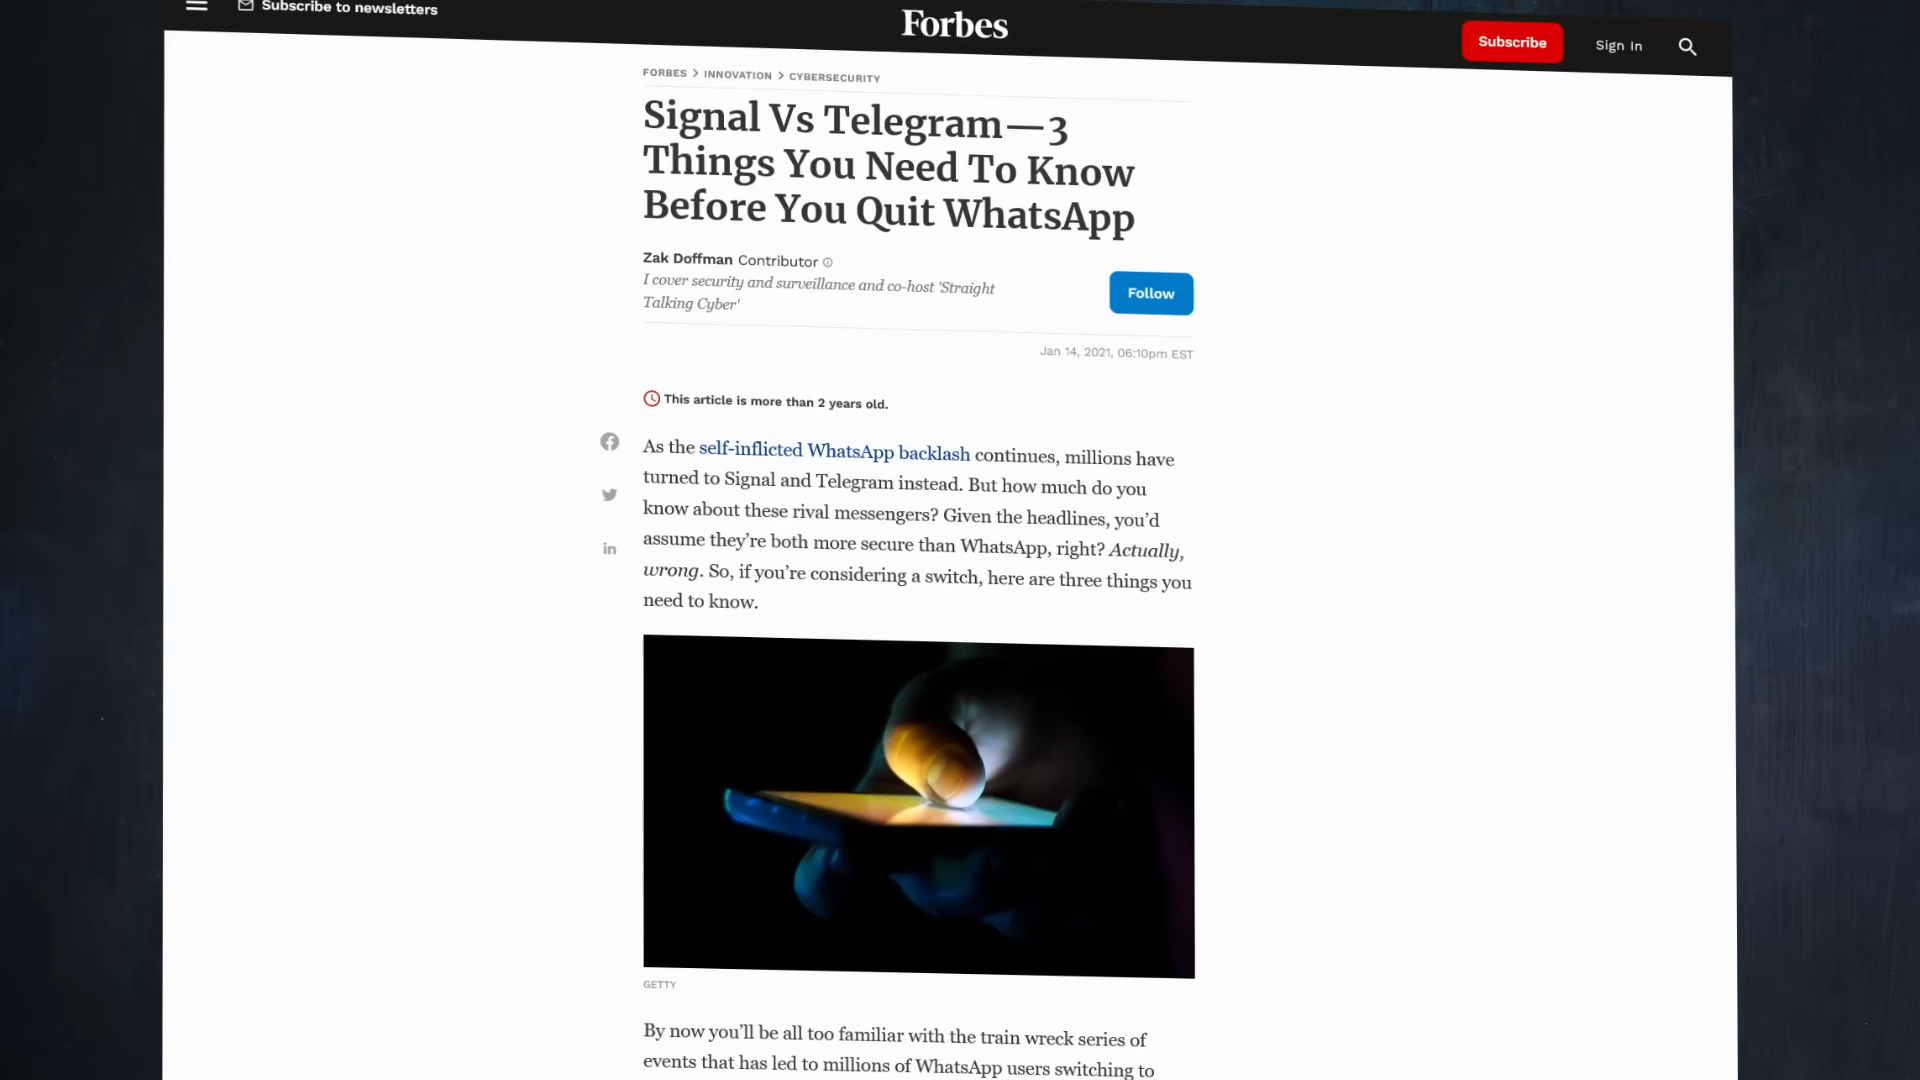 Subscribe to newsletters
Forbes
Subscribe
Sign In
FORBES > INNOVATION > CYBERSECURITY
Signal Vs Telegram—3
Things You Need To Know
Before You Quit WhatsApp
Zak Doffman Contributor
I cover security and surveillance and co-host 'Straight
Talking Cyber'
Follow
Jan 14, 2021, 06:10pm EST
This article is more than 2 years old.
As the self-inflicted WhatsApp backlash continues, millions have
turned to Signal and Telegram instead. But how much do you
know about these rival messengers? Given the headlines, you’d
assume they’re both more secure than WhatsApp, right? Actually,
wrong. So, if you’re considering a switch, here are three things you
need to know.
GETTY
By now you’ll be all too familiar with the train wreck series of
events that has led to millions of WhatsApp users switching to